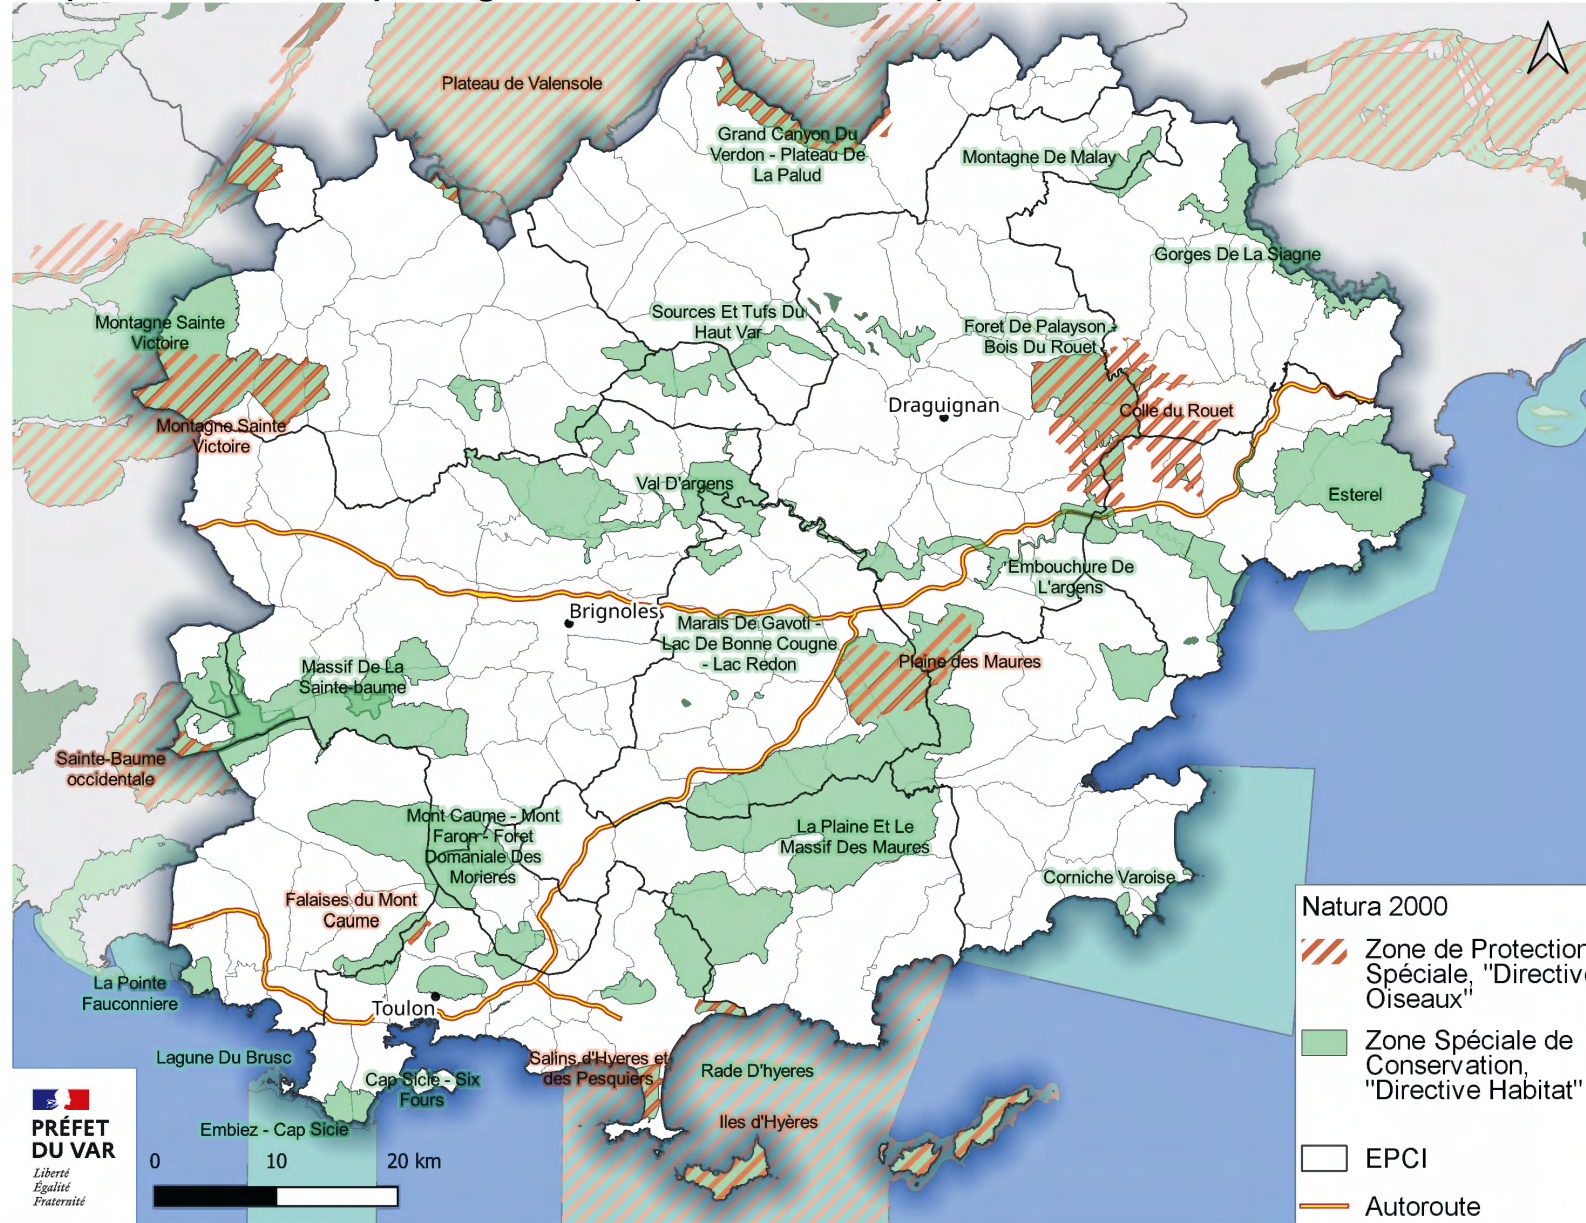 Plateau de Valensole
Grand Canyon Du
Verdon - Plateau De
La Palud
Montagne De Malay
Gorges De La Siagne
Montagne Sainte
Victoire
Sources Et Tufs Du
Haut Var
Foret De Palayson -
Bois Du Rouet
Draguignan
Colle du Rouet
Montagne Sainte
Victoire
Val D'argens
Esterel
Embouchure De
L'argens
Brignoles
Marais De Gavoti -
Lac De Bonne Cougne
- Lac Redon
Plaine des Maures
Massif De La
Sainte-baume
Sainte-Baume
occidentale
Mont Caume - Mont
Faron - Foret
Domaniale Des
Morieres
La Plaine Et Le
Massif Des Maures
Corniche Varoise
Falaises du Mont
Caume
La Pointe
Fauconniere
Toulon
Lagune Du Brusc
Cap Sicie - Six
Fours
Embiez - Cap Sicie
Salins d'Hyeres et
des Pesquiers
Rade D'hyeres
Iles d'Hyères
Natura 2000
Zone de Protection
Spéciale, "Directive
Oiseaux"
Zone Spéciale de
Conservation,
"Directive Habitat"
EPCI
Autoroute
PRÉFET
DU VAR
Liberté
Égalité
Fraternité
0 10 20 km